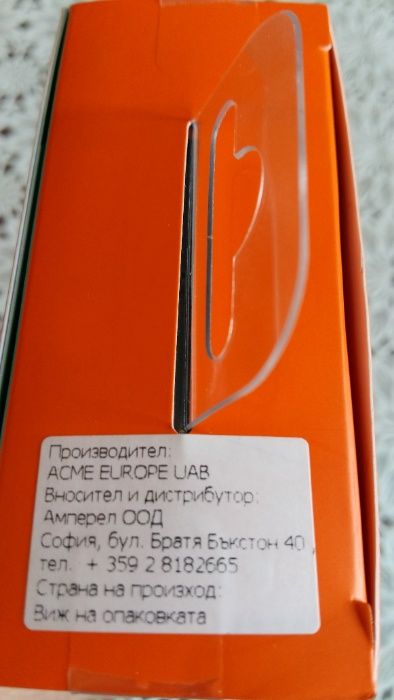 Производител:
ACME EUROPE UAB
Вносител и дистрибутор:
Амперел ООД
София, бул. Братя Бъкстон 40 ,
тел. + 359 2 8182665
Страна на произход:
Виж на опаковката